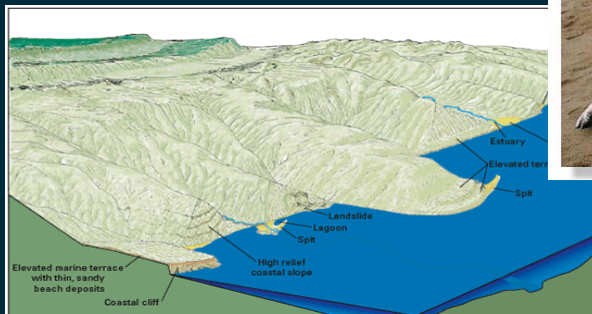 Estuary
Elevated
Spit
Landslide
Lagoon
Spit
High relief
coastal slope
Elevated marine terrace
with thin, sandy
beach deposits
Coastal cliff